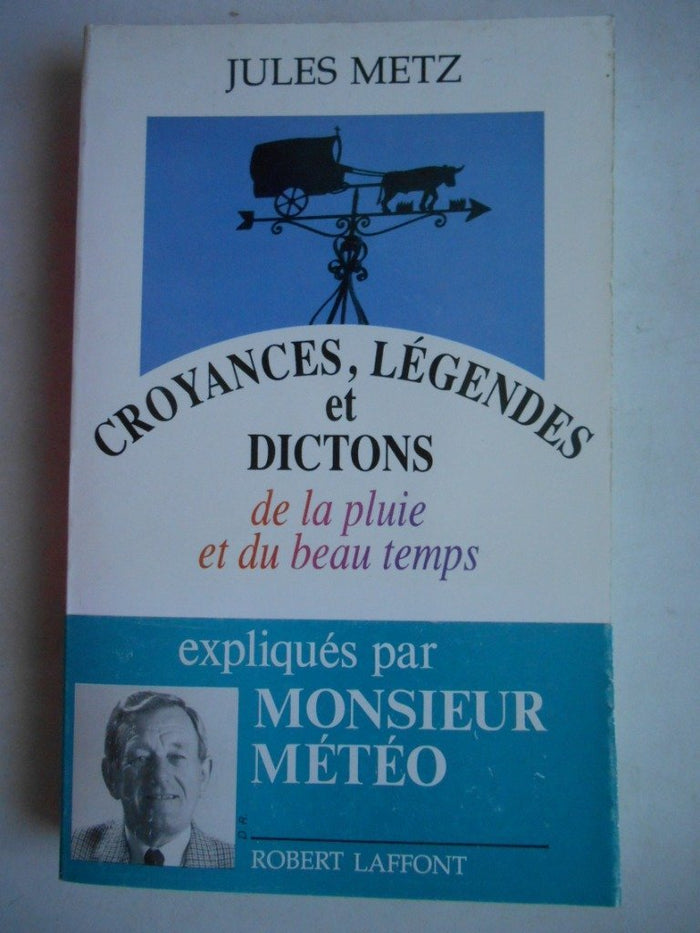 JULES METZ
CROYANCES, LÉGENDES
et
DICTONS
de la pluie
et du beau temps
expliqués par
MONSIEUR
MÉTÉO
D.R.
ROBERT LAFFONT